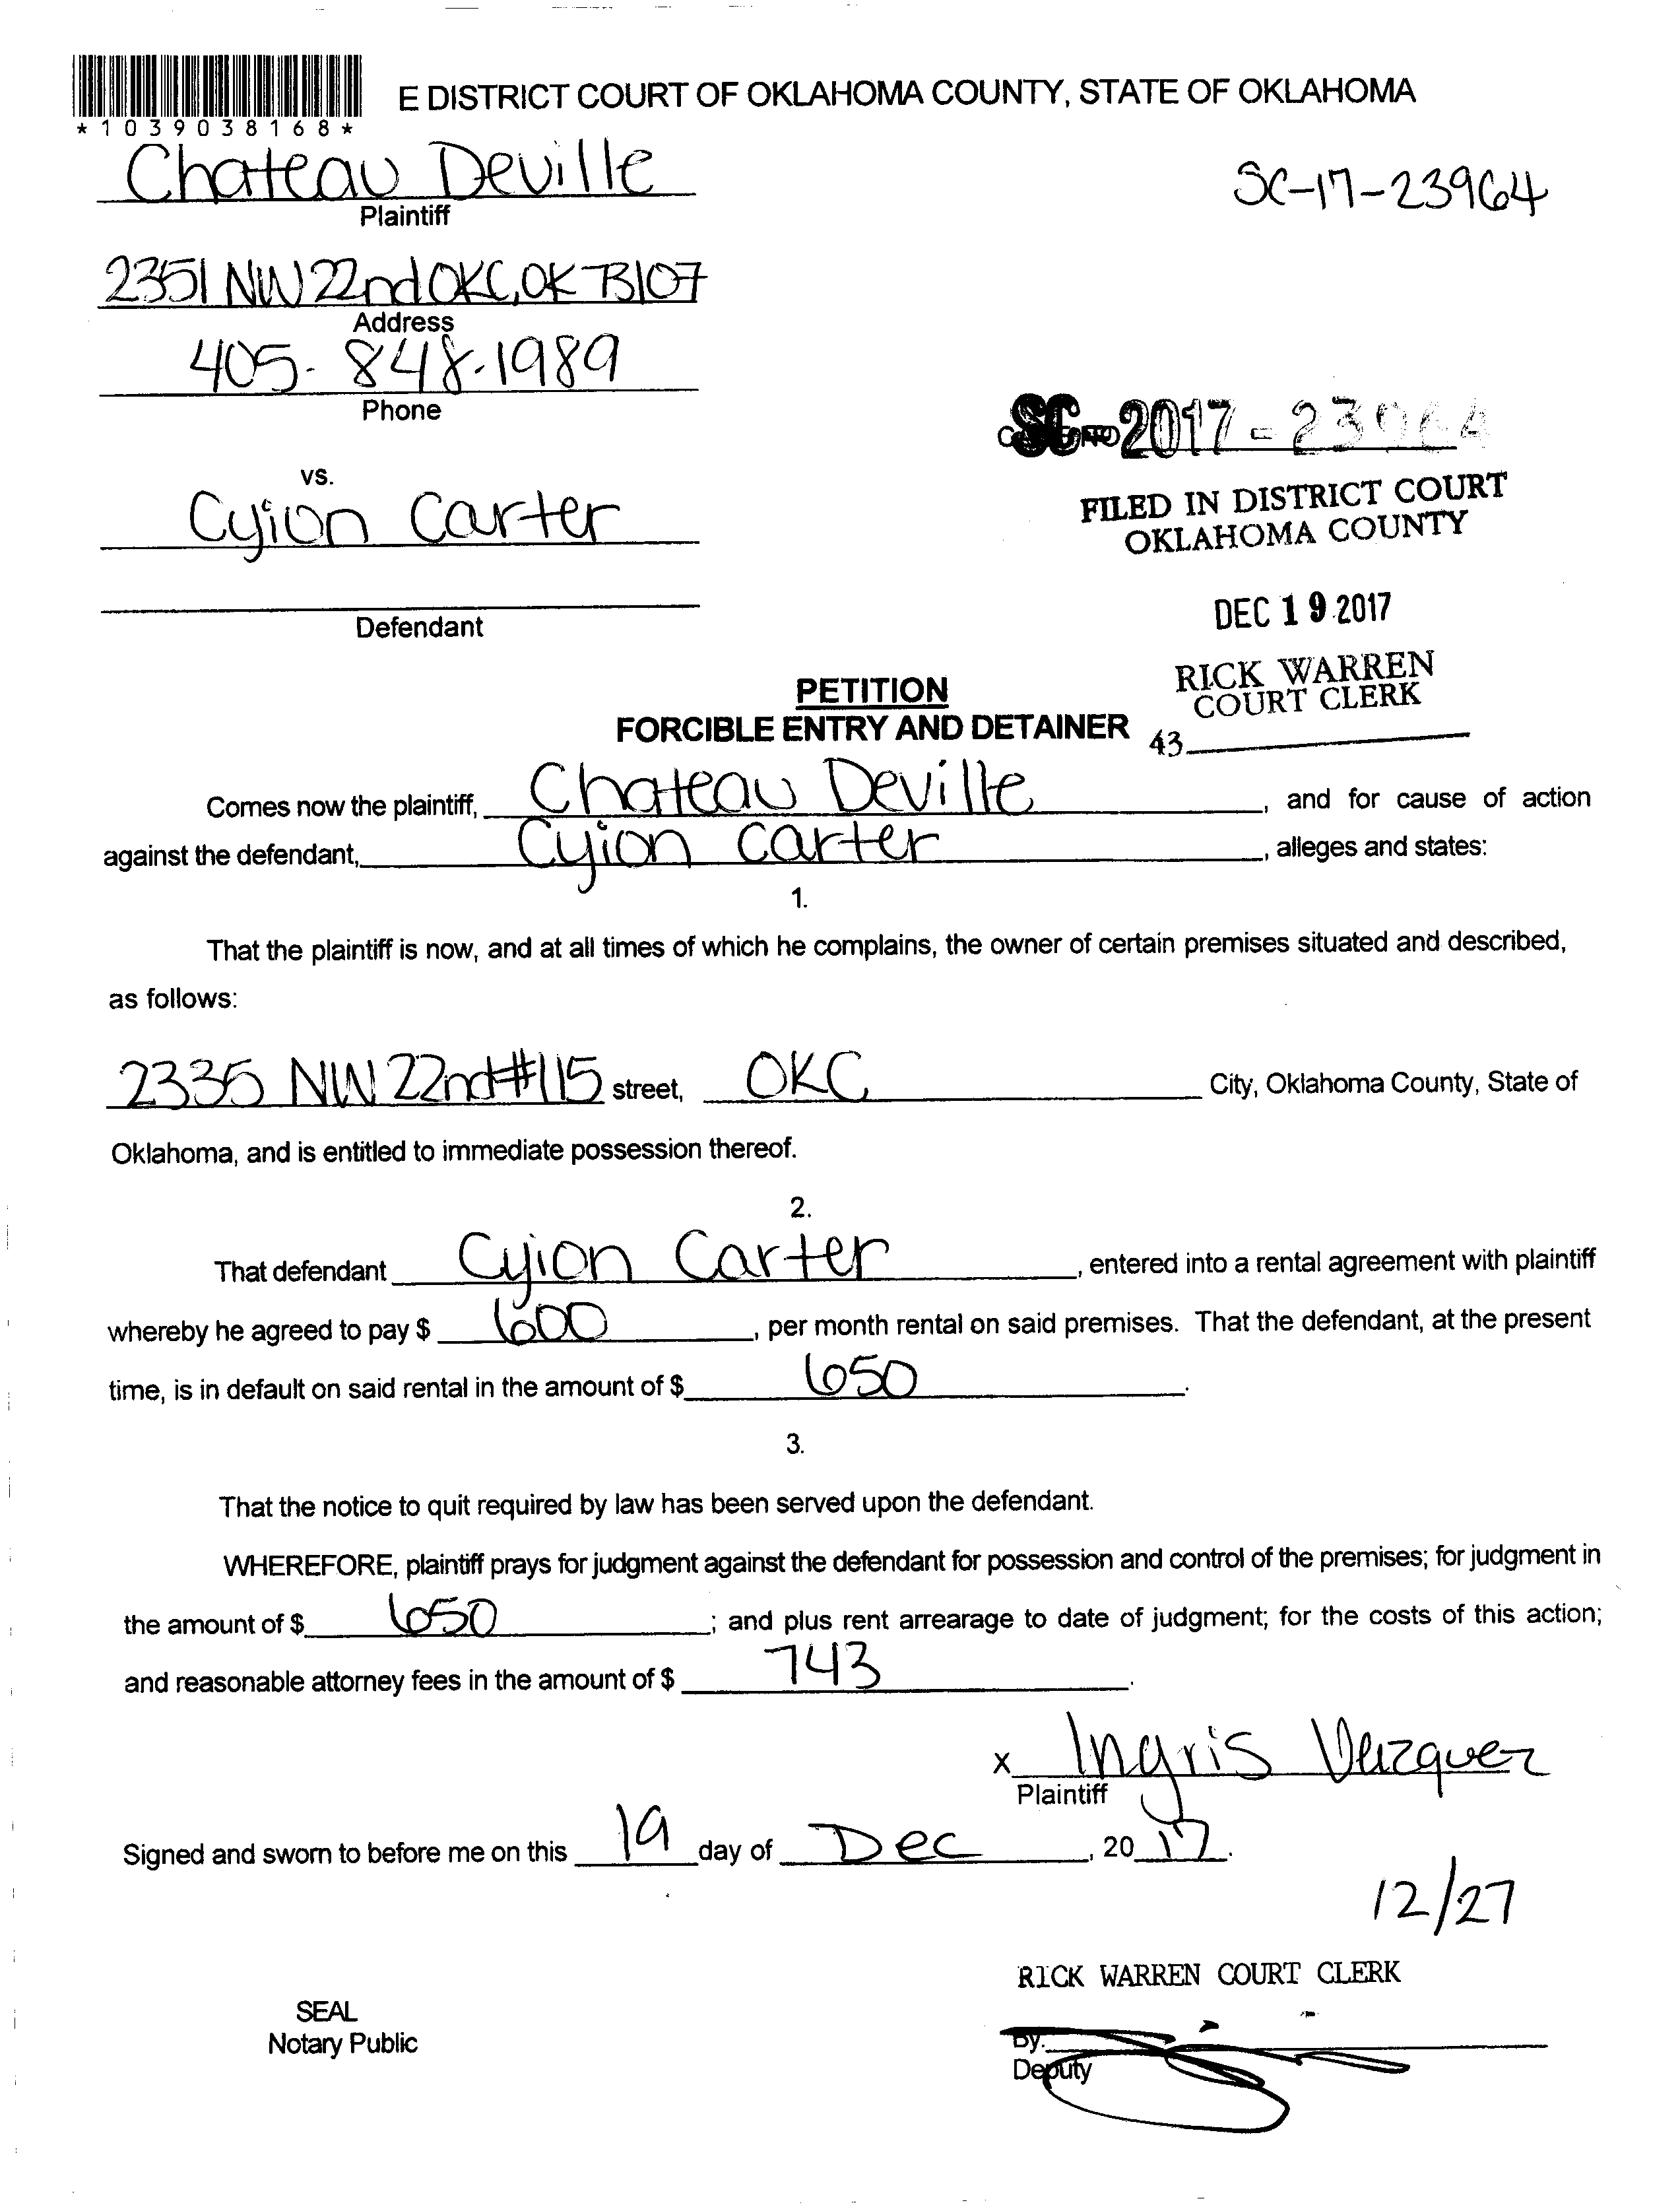 *1039038168*
E DISTRICT COURT OF OKLAHOMA COUNTY, STATE OF OKLAHOMA
Chateau Deville
Plaintiff
SC-17-23964
2351 NW 22nd OKC, OK 73107
Address
405-848-1989
Phone
SC-2017-23964
vs.
FILED IN DISTRICT COURT
OKLAHOMA COUNTY
Cyjion Carter
Defendant
DEC 19 2017
RICK WARREN
COURT CLERK
43
PETITION
FORCIBLE ENTRY AND DETAINER
Comes now the plaintiff, Chateau Deville, and for cause of action
against the defendant, Cyjion Carter, alleges and states:
1.
That the plaintiff is now, and at all times of which he complains, the owner of certain premises situated and described,
as follows:
2335 NW 22nd #115 street, OKC City, Oklahoma County, State of
Oklahoma, and is entitled to immediate possession thereof.
2.
That defendant Cyjion Carter, entered into a rental agreement with plaintiff
whereby he agreed to pay $ 600, per month rental on said premises. That the defendant, at the present
time, is in default on said rental in the amount of $ 650.
3.
That the notice to quit required by law has been served upon the defendant.
WHEREFORE, plaintiff prays for judgment against the defendant for possession and control of the premises; for judgment in
the amount of $ 650; and plus rent arrearage to date of judgment; for the costs of this action;
and reasonable attorney fees in the amount of $ 743.
X Ingris Vazquez
Plaintiff
Signed and sworn to before me on this 19 day of Dec, 2017.
12/27
RICK WARREN COURT CLERK
SEAL
Notary Public
By:
Deputy